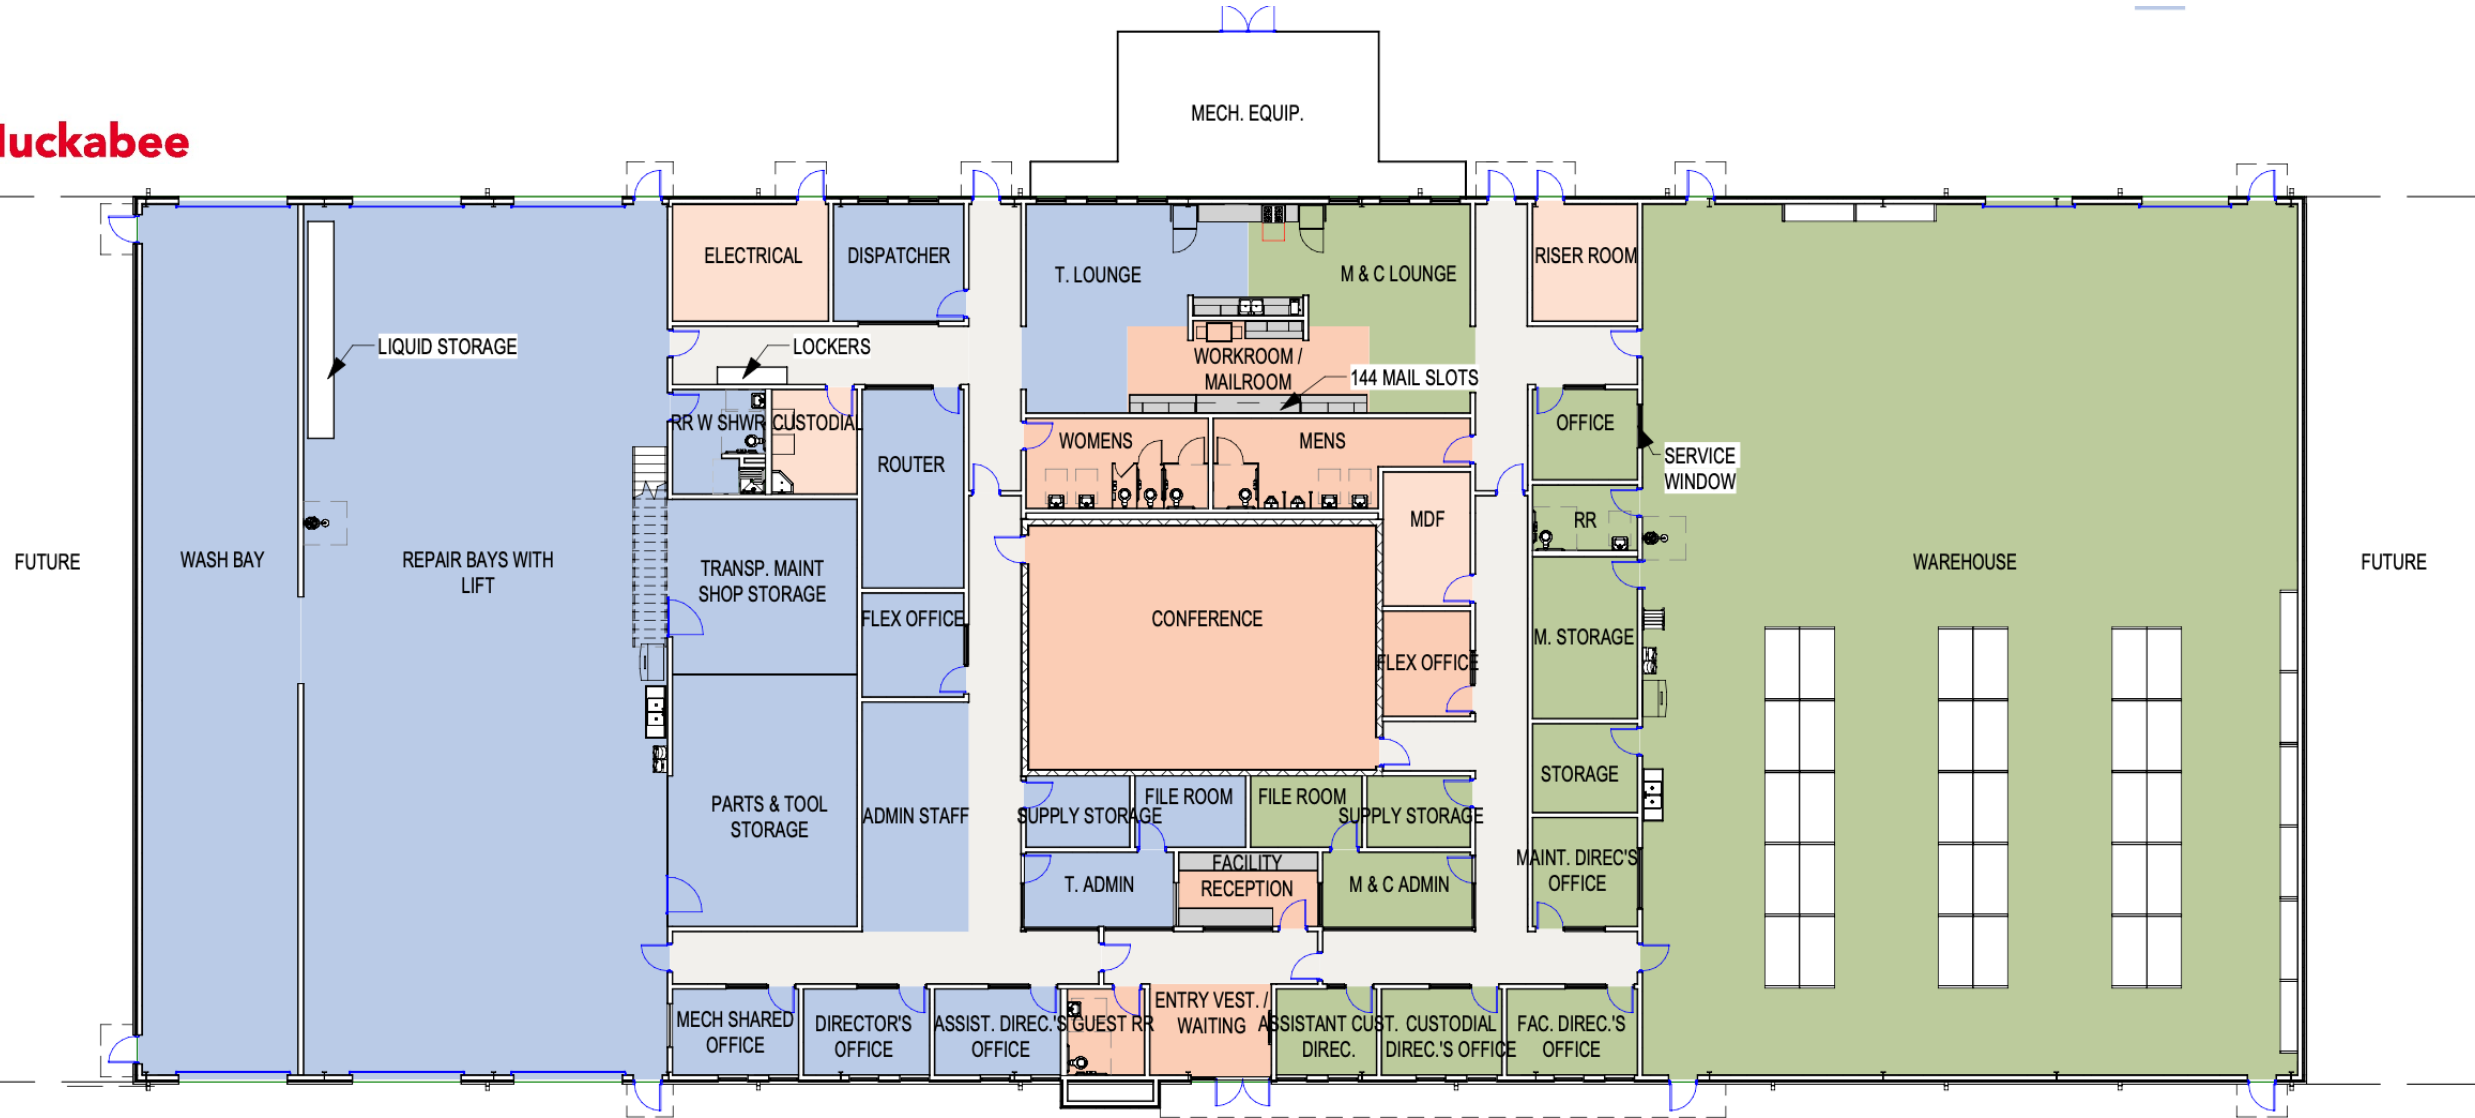 MECH. EQUIP.
Huckabee
ELECTRICAL
DISPATCHER
T. LOUNGE
M & C LOUNGE
RISER ROOM
LIQUID STORAGE
LOCKERS
WORKROOM /
MAILROOM
144 MAIL SLOTS
RR W SHWR
CUSTODIAL
ROUTER
WOMENS
MENS
OFFICE
SERVICE
WINDOW
MDF
RR
FUTURE
WASH BAY
REPAIR BAYS WITH
LIFT
TRANSP. MAINT
SHOP STORAGE
FLEX OFFICE
CONFERENCE
FLEX OFFICE
M. STORAGE
WAREHOUSE
FUTURE
PARTS & TOOL
STORAGE
ADMIN STAFF
SUPPLY STORAGE
FILE ROOM
FILE ROOM
SUPPLY STORAGE
STORAGE
T. ADMIN
FACILITY
RECEPTION
M & C ADMIN
MAINT. DIREC'S
OFFICE
MECH SHARED
OFFICE
DIRECTOR'S
OFFICE
ASSIST. DIREC.'S
OFFICE
GUEST RR
ENTRY VEST. /
WAITING
ASSISTANT CUST.
DIREC.
CUSTODIAL
DIREC.'S OFFICE
FAC. DIREC.'S
OFFICE